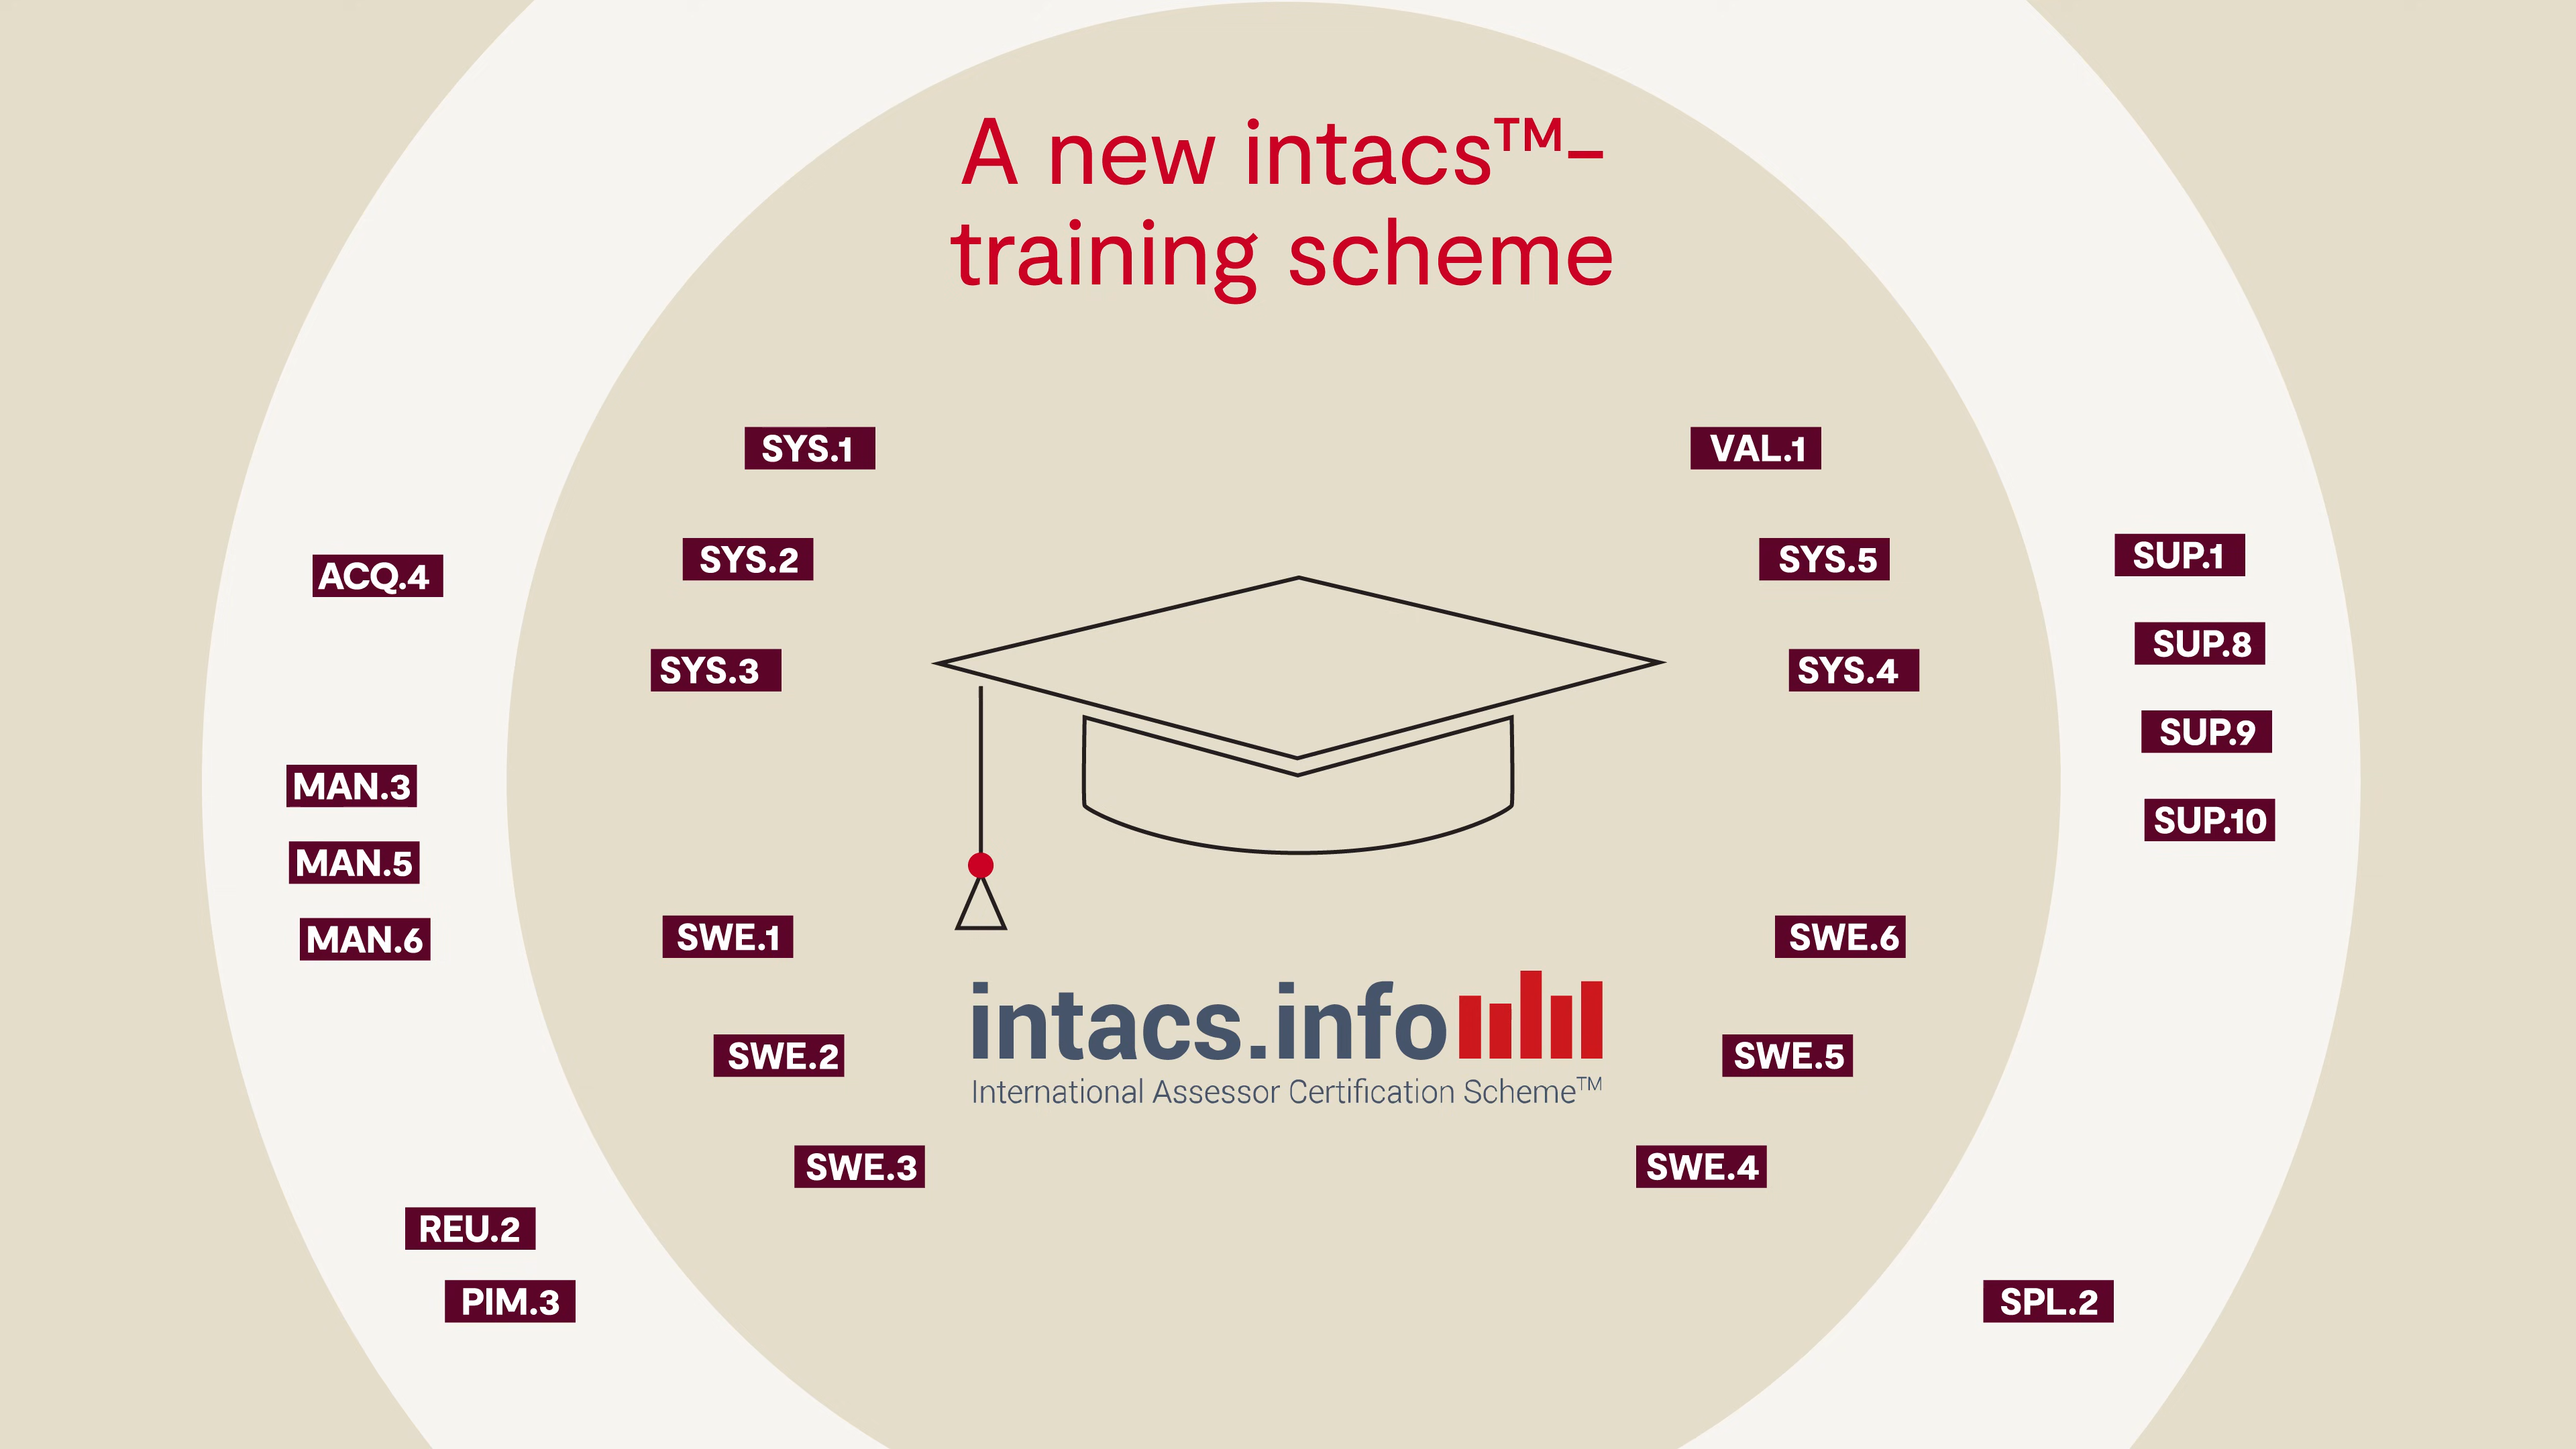 A new intacs™–
training scheme
SYS.1
VAL.1
SYS.2
SYS.5
SUP.1
ACQ.4
SUP.8
SYS.3
SYS.4
SUP.9
MAN.3
SUP.10
MAN.5
MAN.6
SWE.1
SWE.6
intacs.info
SWE.2
SWE.5
International Assessor Certification Scheme™
SWE.3
SWE.4
REU.2
PIM.3
SPL.2